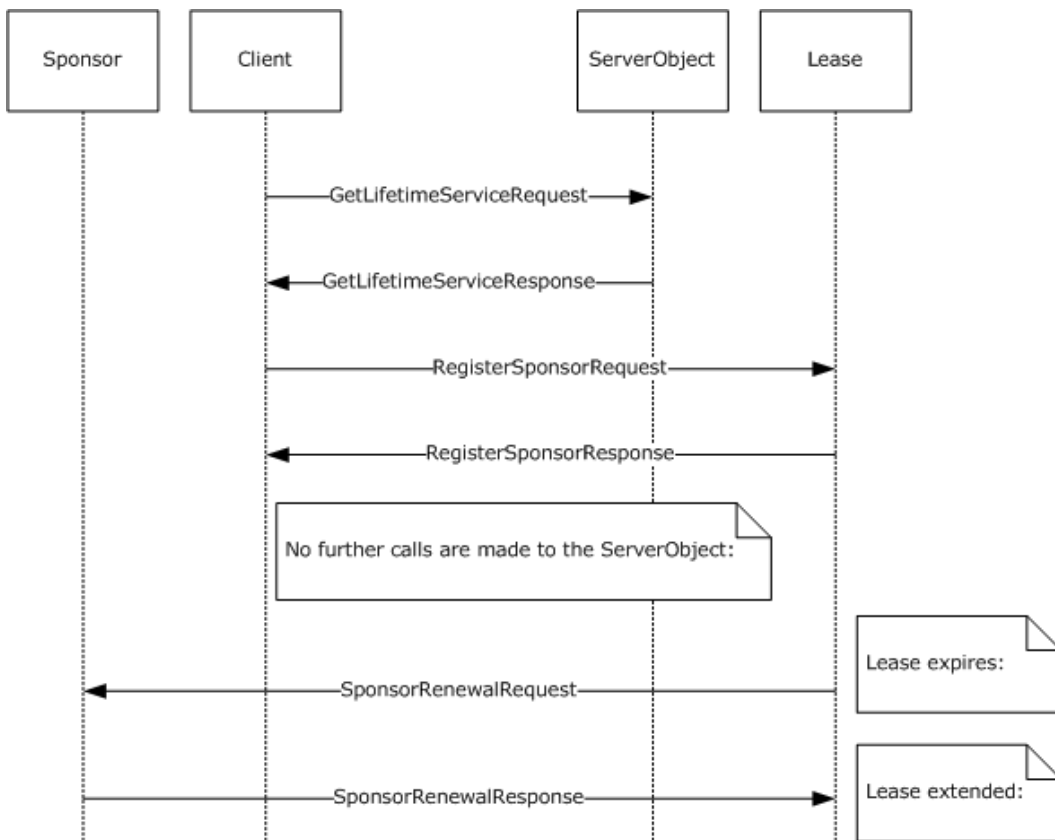 Sponsor
Client
ServerObject
Lease
GetLifetimeServiceRequest
GetLifetimeServiceResponse
RegisterSponsorRequest
RegisterSponsorResponse
No further calls are made to the ServerObject:
Lease expires:
SponsorRenewalRequest
Lease extended:
SponsorRenewalResponse